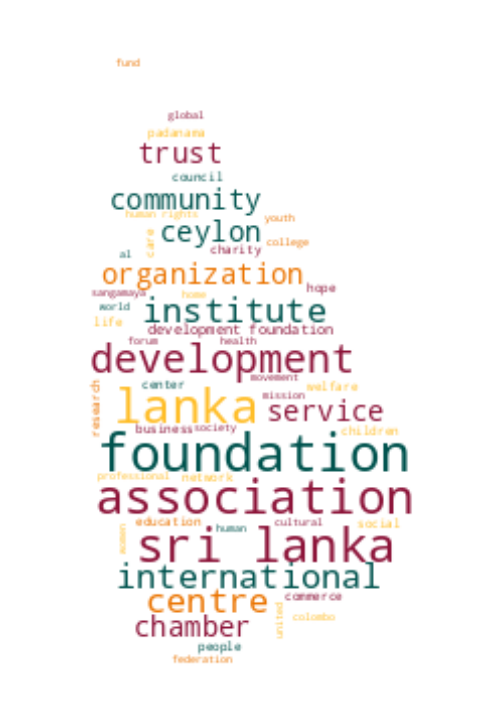 fund
global
padanama
trust
council
community
human rights
youth
ceylon
care
college
charity
al
organization
hope
sangamaya
home
world
institute
life
development foundation
forum
health
development
movement
center
welfare
research
mission
lanka
service
business
society
children
foundation
professional
network
association
education
cultural
social
human
women
sri lanka
international
commerce
centre
united
colombo
chamber
people
federation